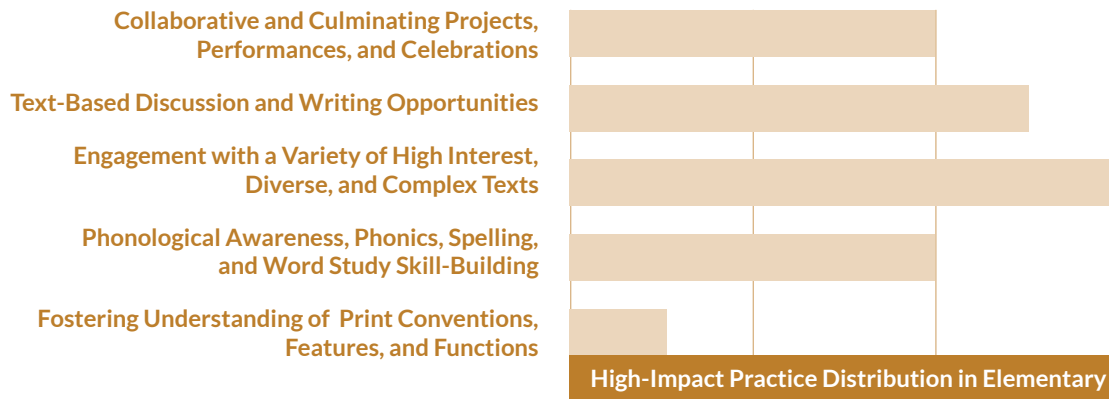 Collaborative and Culminating Projects,
Performances, and Celebrations
Text-Based Discussion and Writing Opportunities
Engagement with a Variety of High Interest,
Diverse, and Complex Texts
Phonological Awareness, Phonics, Spelling,
and Word Study Skill-Building
Fostering Understanding of Print Conventions,
Features, and Functions
High-Impact Practice Distribution in Elementary